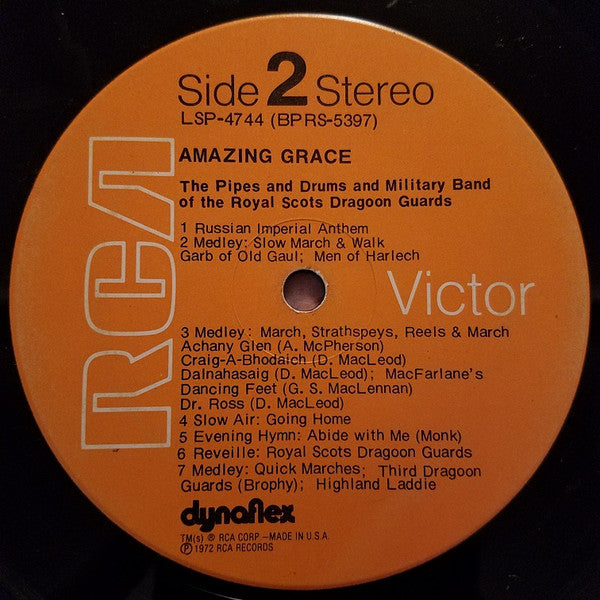 Side 2 Stereo
LSP-4744 (BPRS-5397)
AMAZING GRACE
The Pipes and Drums and Military Band
of the Royal Scots Dragoon Guards
1 Russian Imperial Anthem
2 Medley: Slow March & Walk
Garb of Old Gaul; Men of Harlech
RCA
Victor
3 Medley: March, Strathspeys, Reels & March
Achany Glen (A. McPherson)
Craig-A-Bhodaich (D. MacLeod)
Dalnahasaig (D. MacLeod); MacFarlane's
Dancing Feet (G. S. MacLennan)
Dr. Ross (D. MacLeod)
4 Slow Air: Going Home
5 Evening Hymn: Abide with Me (Monk)
6 Reveille: Royal Scots Dragoon Guards
7 Medley: Quick Marches; Third Dragoon
Guards (Brophy); Highland Laddie
dynaflex
TM(s) ® RCA CORP –MADE IN U.S.A.
Ⓟ 1972 RCA RECORDS